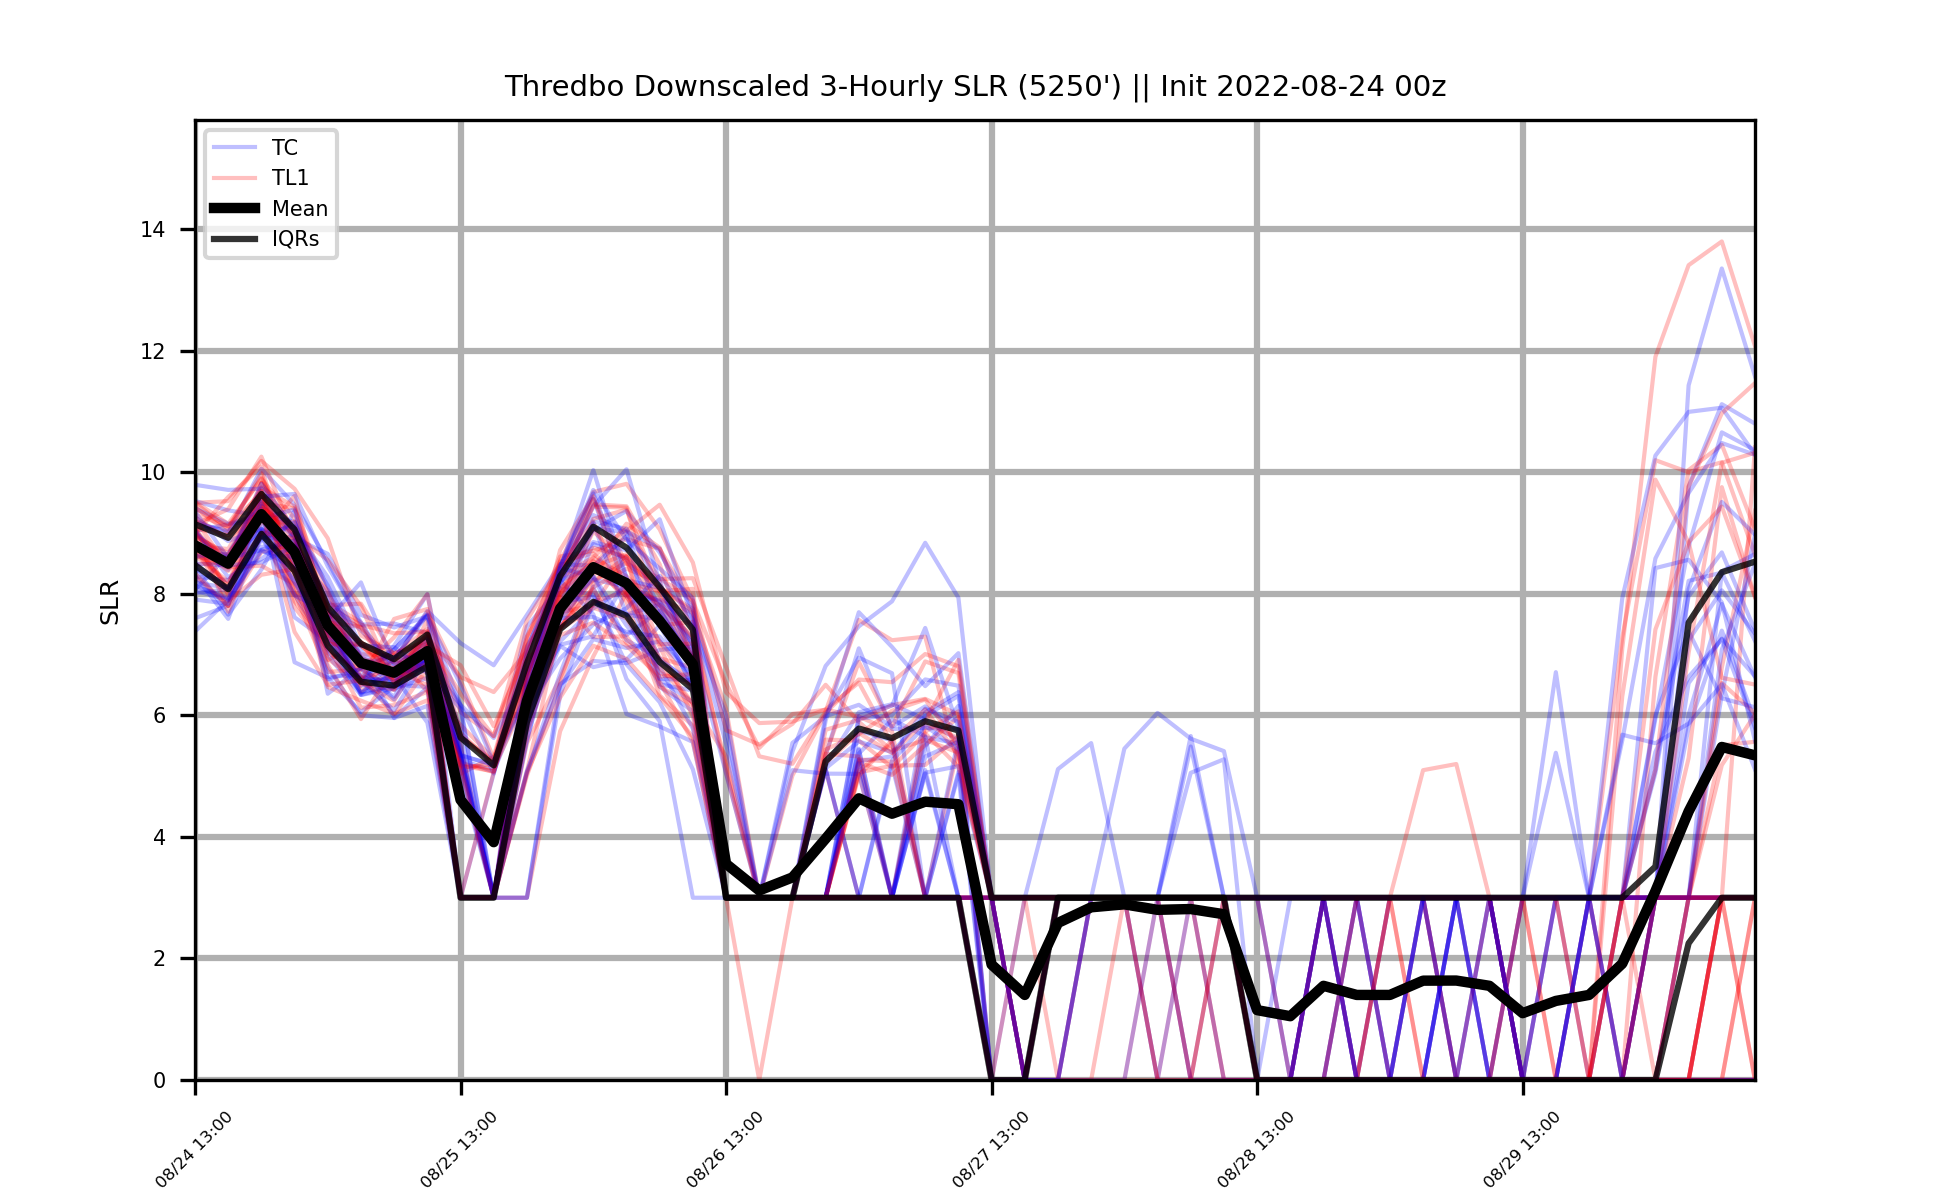 Thredbo Downscaled 3-Hourly SLR (5250') || Init 2022-08-24 00z
TC
TL1
Mean
IQRs
SLR
14
12
10
8
6
4
2
0
08/24 13:00
08/25 13:00
08/26 13:00
08/27 13:00
08/28 13:00
08/29 13:00